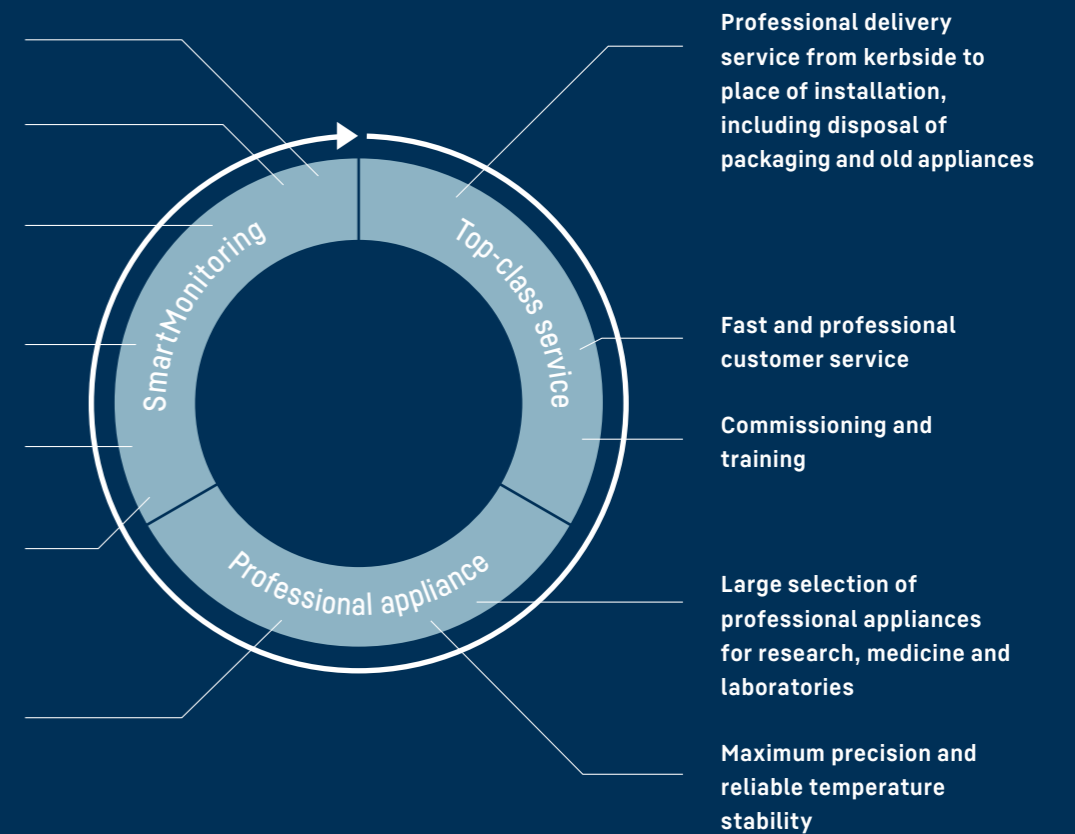 Professional delivery
service from kerbside to
place of installation,
including disposal of
packaging and old appliances
SmartMonitoring
Top-class service
Fast and professional
customer service
Commissioning and
training
Professional appliance
Large selection of
professional appliances
for research, medicine and
laboratories
Maximum precision and
reliable temperature
stability